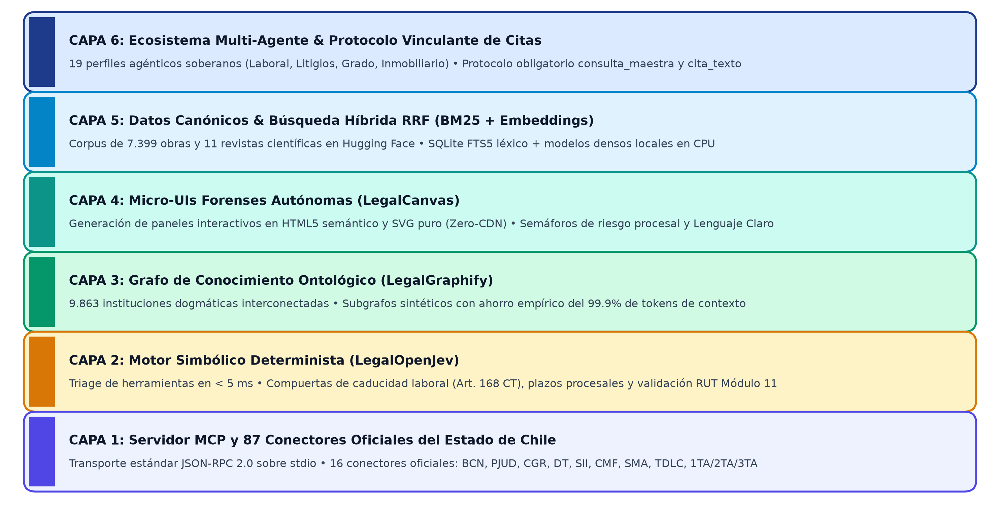 CAPA 6: Ecosistema Multi-Agente & Protocolo Vinculante de Citas
19 perfiles agénticos soberanos (Laboral, Litigios, Grado, Inmobiliario) • Protocolo obligatorio consulta_maestra y cita_texto
CAPA 5: Datos Canónicos & Búsqueda Híbrida RRF (BM25 + Embeddings)
Corpus de 7.399 obras y 11 revistas científicas en Hugging Face • SQLite FTS5 léxico + modelos densos locales en CPU
CAPA 4: Micro-UIs Forenses Autónomas (LegalCanvas)
Generación de paneles interactivos en HTML5 semántico y SVG puro (Zero-CDN) • Semáforos de riesgo procesal y Lenguaje Claro
CAPA 3: Grafo de Conocimiento Ontológico (LegalGraphify)
9.863 instituciones dogmáticas interconectadas • Subgrafos sintéticos con ahorro empírico del 99.9% de tokens de contexto
CAPA 2: Motor Simbólico Determinista (LegalOpenJev)
Triage de herramientas en < 5 ms • Compuertas de caducidad laboral (Art. 168 CT), plazos procesales y validación RUT Módulo 11
CAPA 1: Servidor MCP y 87 Conectores Oficiales del Estado de Chile
Transporte estándar JSON-RPC 2.0 sobre stdio • 16 conectores oficiales: BCN, PJUD, CGR, DT, SII, CMF, SMA, TDLC, 1TA/2TA/3TA